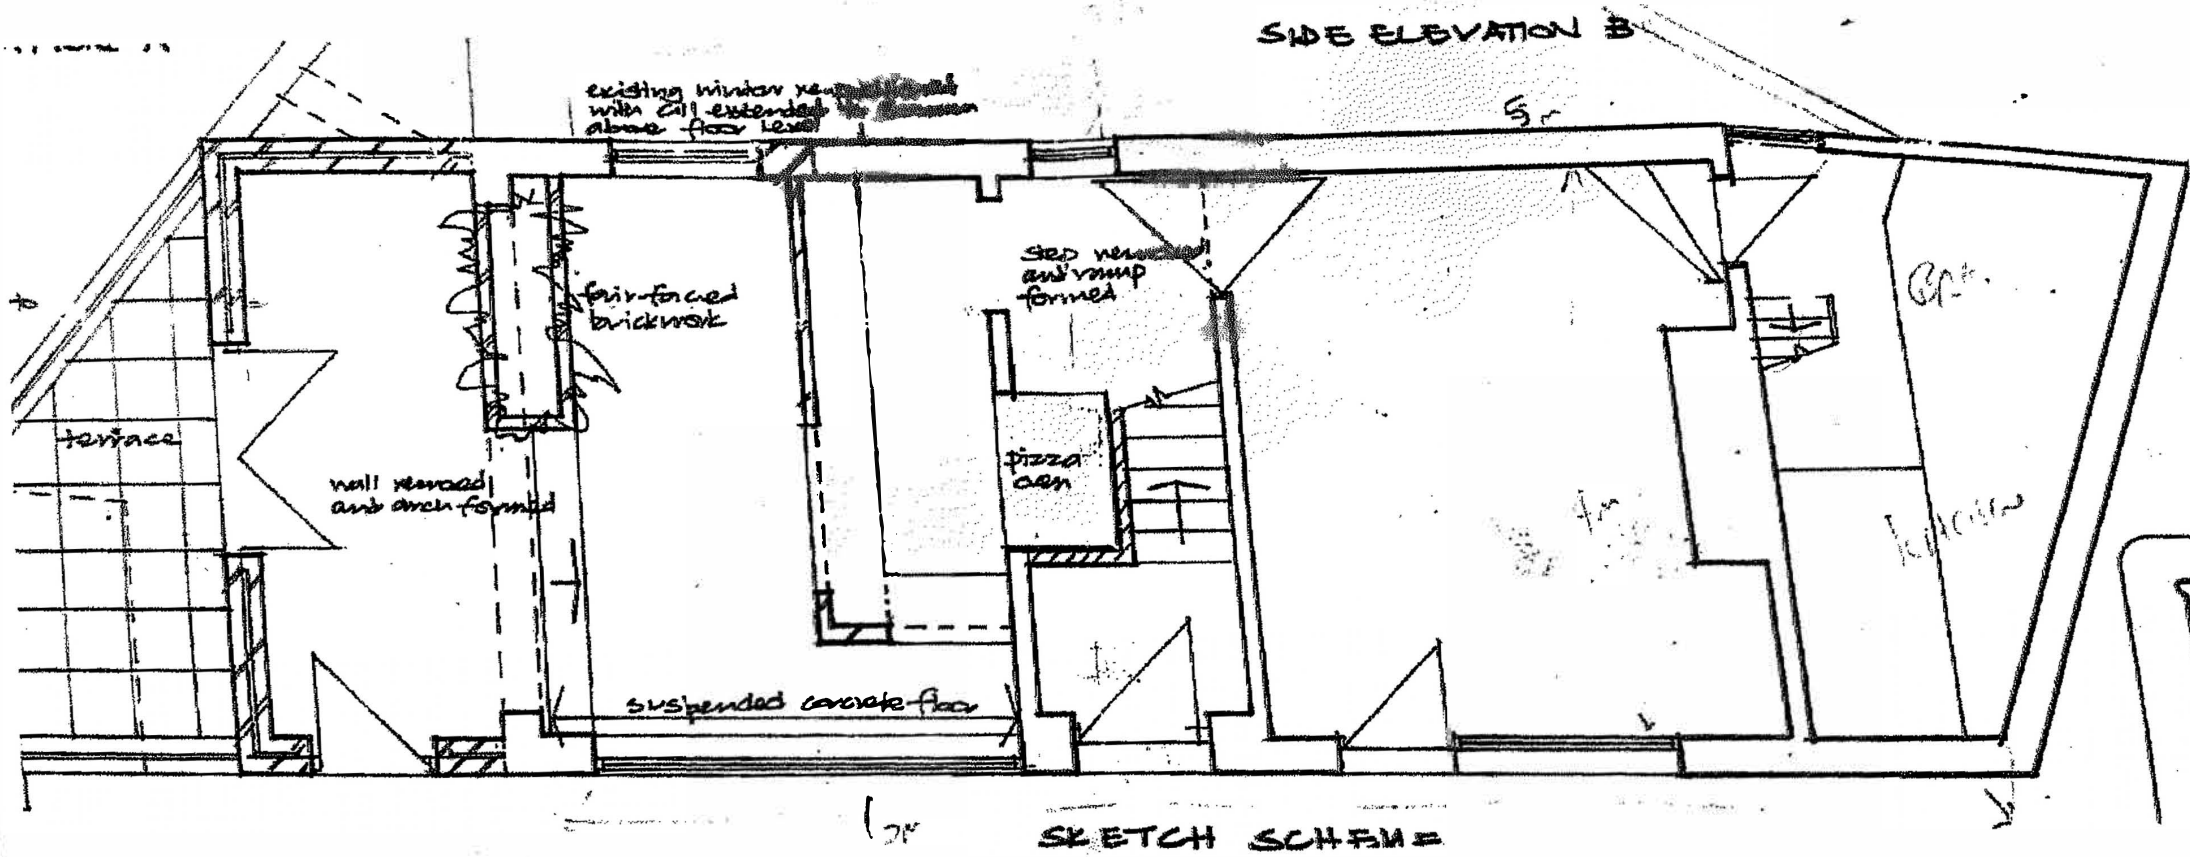 SIDE ELEVATION B
existing window
with cill extended
above floor level
step
and ramp
formed
fair-faced
brickwork
terrace
pizza
oven
wall removed
and arch formed
kitchen
suspended concrete floor
SKETCH SCHEME